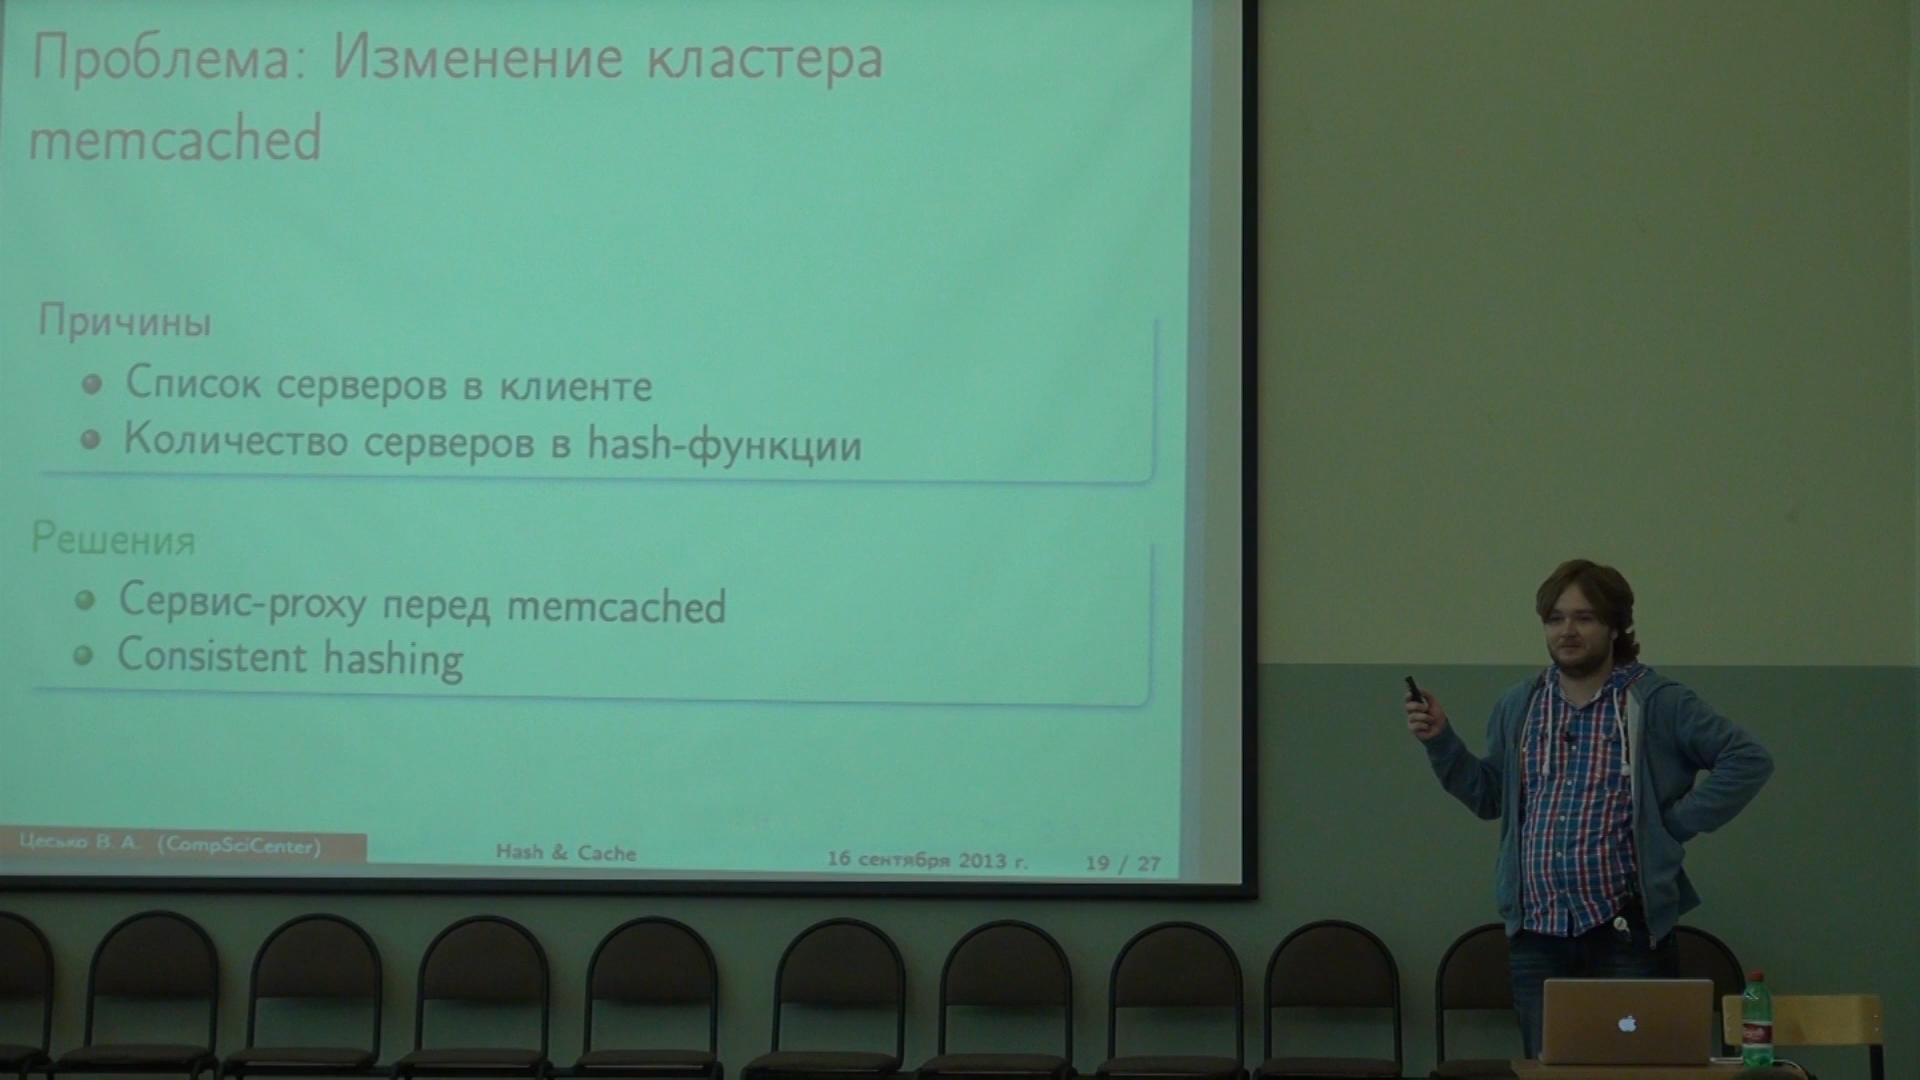 Проблема: Изменение кластера
memcached
Причины
Список серверов в клиенте
Количество серверов в hash-функции
Решения
Сервис-proxy перед memcached
Consistent hashing
Цесько В. А. (CompSciCenter)
Hash & Cache
16 сентября 2013 г.
19 / 27